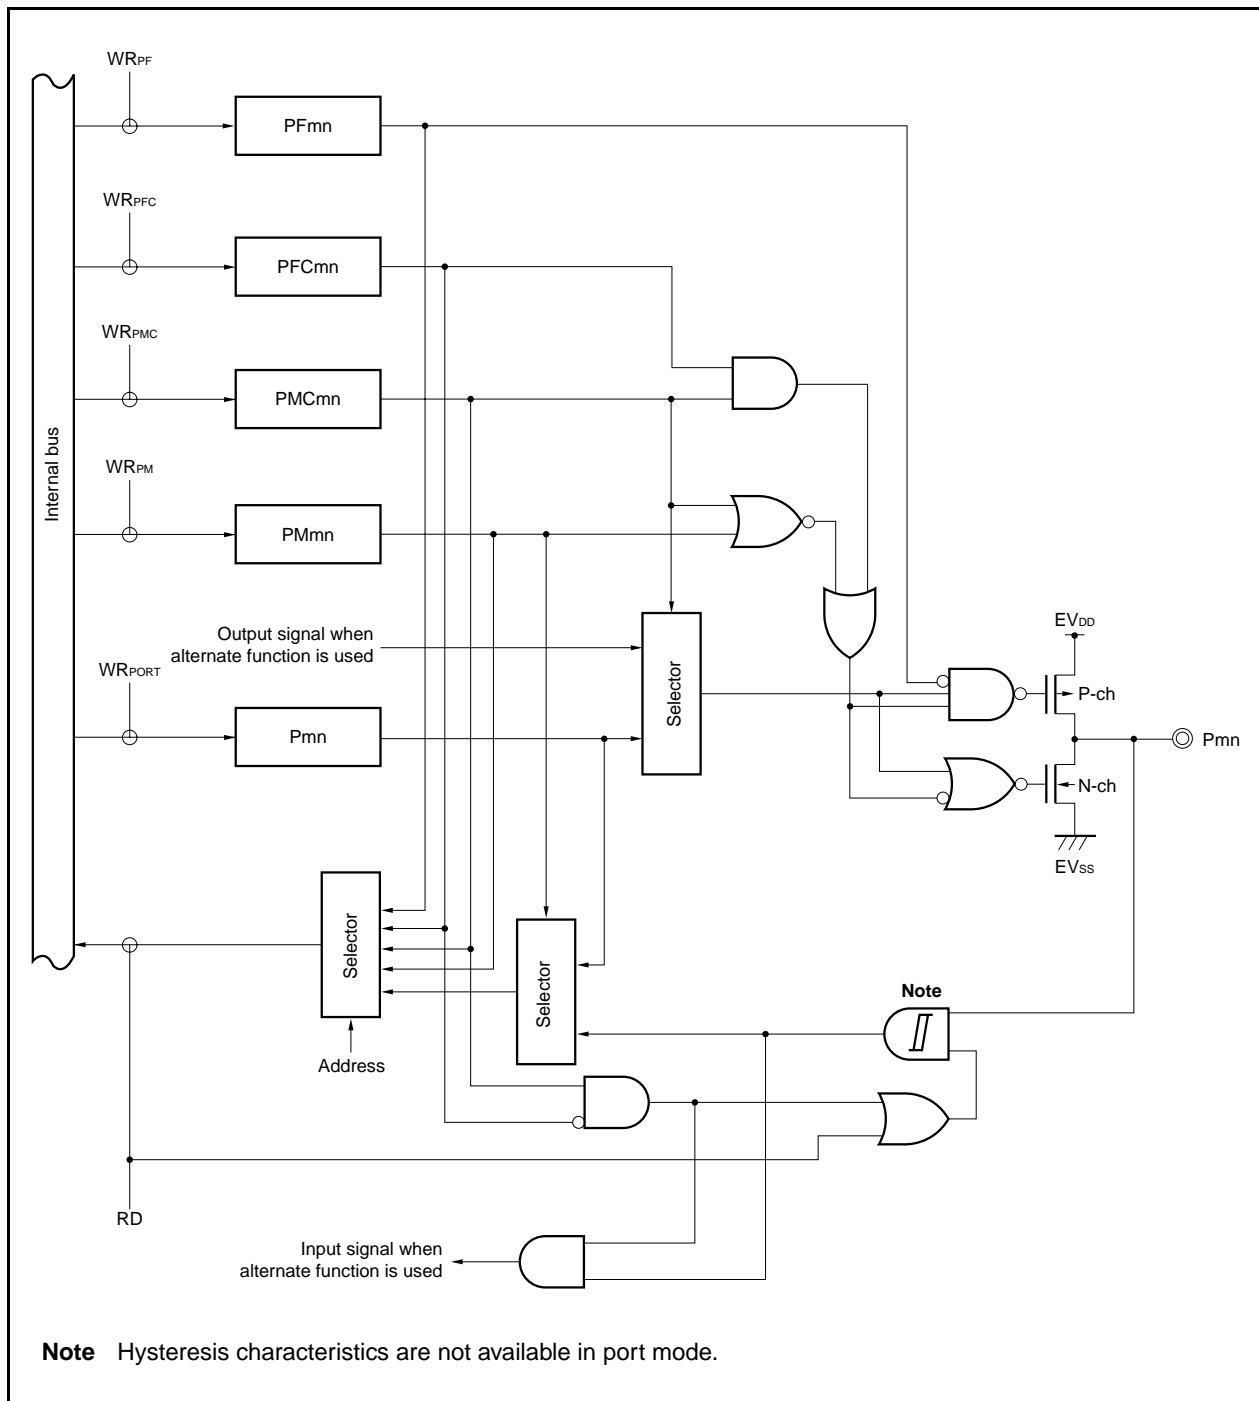 WRPF
PFmn
WRPFC
PFCmn
WRPMC
PMCmn
Internal bus
WRPM
PMmn
Output signal when
alternate function is used
Selector
EVDD
P-ch
WRPORT
Pmn
Pmn
N-ch
EVSS
Selector
Selector
Note
Address
RD
Input signal when
alternate function is used
Note Hysteresis characteristics are not available in port mode.